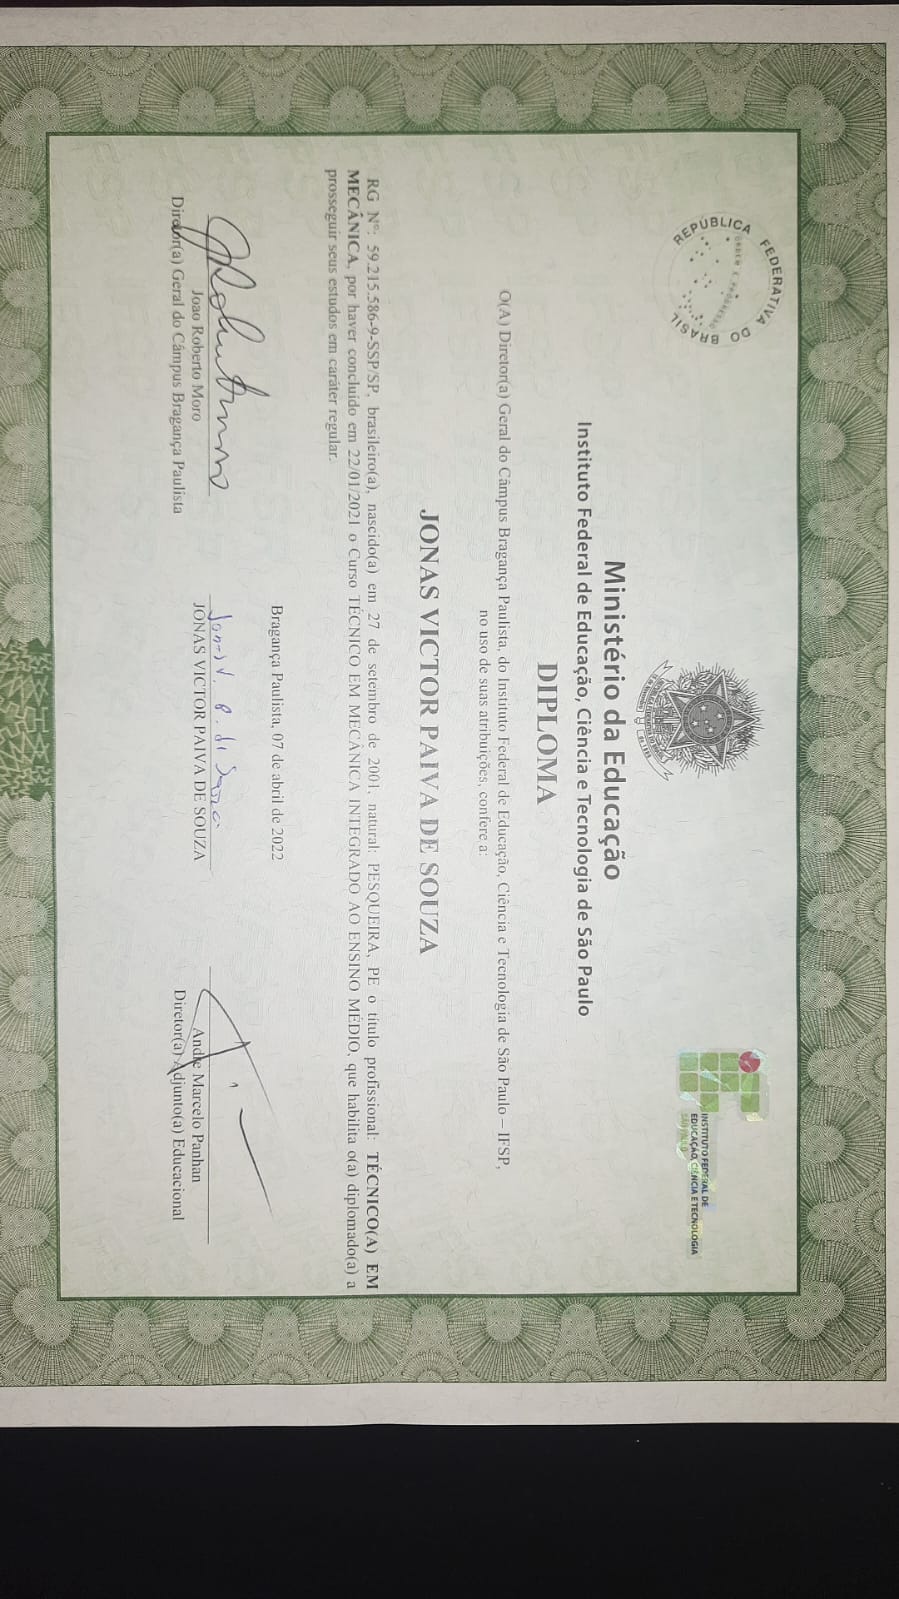 REPÚBLICA FEDERATIVA DO BRASIL
INSTITUTO FEDERAL DE
EDUCAÇÃO, CIÊNCIA E TECNOLOGIA
SÃO PAULO
Ministério da Educação
Instituto Federal de Educação, Ciência e Tecnologia de São Paulo
DIPLOMA
O(A) Diretor(a) Geral do Câmpus Bragança Paulista, do Instituto Federal de Educação, Ciência e Tecnologia de São Paulo – IFSP,
no uso de suas atribuições, confere a:
JONAS VICTOR PAIVA DE SOUZA
RG Nº: 59.215.586-9-SSP/SP, brasileiro(a), nascido(a) em 27 de setembro de 2001, natural: PESQUEIRA, PE o título profissional: TÉCNICO(A) EM
MECÂNICA, por haver concluído em 22/01/2021 o Curso TÉCNICO EM MECÂNICA INTEGRADO AO ENSINO MÉDIO, que habilita o(a) diplomado(a) a
prosseguir seus estudos em caráter regular.
Bragança Paulista, 07 de abril de 2022
Jonas V. P. de Souza
Joao Roberto Moro
Diretor(a) Geral do Câmpus Bragança Paulista
JONAS VICTOR PAIVA DE SOUZA
Andre Marcelo Panhan
Diretor(a) Adjunto(a) Educacional